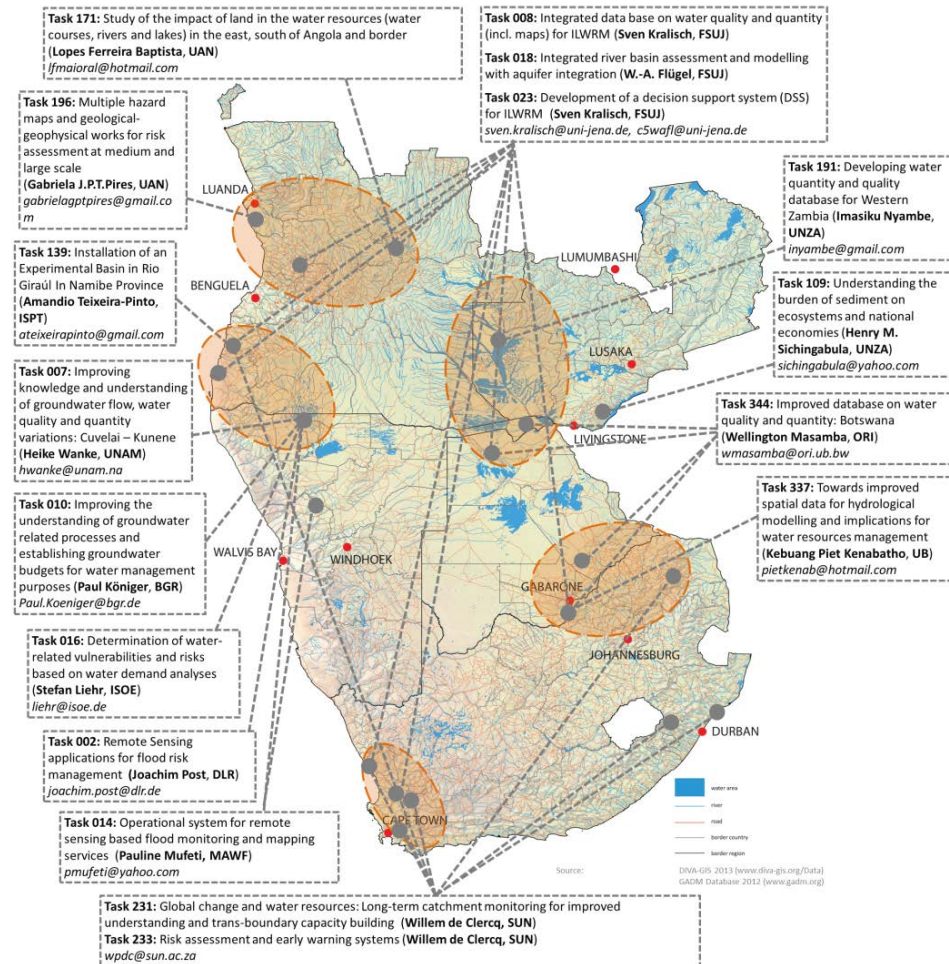 Task 171: Study of the impact of land in the water resources (water
courses, rivers and lakes) in the east, south of Angola and border
(Lopes Ferreira Baptista, UAN)
lfmaioral@hotmail.com
Task 008: Integrated data base on water quality and quantity
(incl. maps) for ILWRM (Sven Kralisch, FSUJ)
Task 018: Integrated river basin assessment and modelling
with aquifer integration (W.-A. Flügel, FSUJ)
Task 023: Development of a decision support system (DSS)
for ILWRM (Sven Kralisch, FSUJ)
sven.kralisch@uni-jena.de, c5wafl@uni-jena.de
Task 196: Multiple hazard
maps and geological-
geophysical works for risk
assessment at medium and
large scale
(Gabriela J.P.T.Pires, UAN)
gabrielagptpires@gmail.co
m
Task 191: Developing water
quantity and quality
database for Western
Zambia (Imasiku Nyambe,
UNZA)
inyambe@gmail.com
Task 139: Installation of an
Experimental Basin in Rio
Giraúl In Namibe Province
(Amandio Teixeira-Pinto,
ISPT)
ateixeirapinto@gmail.com
Task 109: Understanding the
burden of sediment on
ecosystems and national
economies (Henry M.
Sichingabula, UNZA)
sichingabula@yahoo.com
Task 007: Improving
knowledge and understanding
of groundwater flow, water
quality and quantity
variations: Cuvelai – Kunene
(Heike Wanke, UNAM)
hwanke@unam.na
Task 344: Improved database on water
quality and quantity: Botswana
(Wellington Masamba, ORI)
wmasamba@ori.ub.bw
Task 010: Improving the
understanding of groundwater
related processes and
establishing groundwater
budgets for water management
purposes (Paul Königer, BGR)
Paul.Koeniger@bgr.de
Task 337: Towards improved
spatial data for hydrological
modelling and implications for
water resources management
(Kebuang Piet Kenabatho, UB)
pietkenab@hotmail.com
Task 016: Determination of water-
related vulnerabilities and risks
based on water demand analyses
(Stefan Liehr, ISOE)
liehr@isoe.de
Task 002: Remote Sensing
applications for flood risk
management (Joachim Post, DLR)
joachim.post@dlr.de
Task 014: Operational system for remote
sensing based flood monitoring and mapping
services (Pauline Mufeti, MAWF)
pmufeti@yahoo.com
Task 231: Global change and water resources: Long-term catchment monitoring for improved
understanding and trans-boundary capacity building (Willem de Clercq, SUN)
Task 233: Risk assessment and early warning systems (Willem de Clercq, SUN)
wpdc@sun.ac.za
LUANDA
BENGUELA
LUMUMBASHI
LUSAKA
LIVINGSTONE
WALVIS BAY
WINDHOEK
GABARONE
JOHANNESBURG
DURBAN
CAPE TOWN
water area
river
road
border country
border region
Source:
DIVA-GIS 2013 (www.diva-gis.org/Data)
GADM Database 2012 (www.gadm.org)